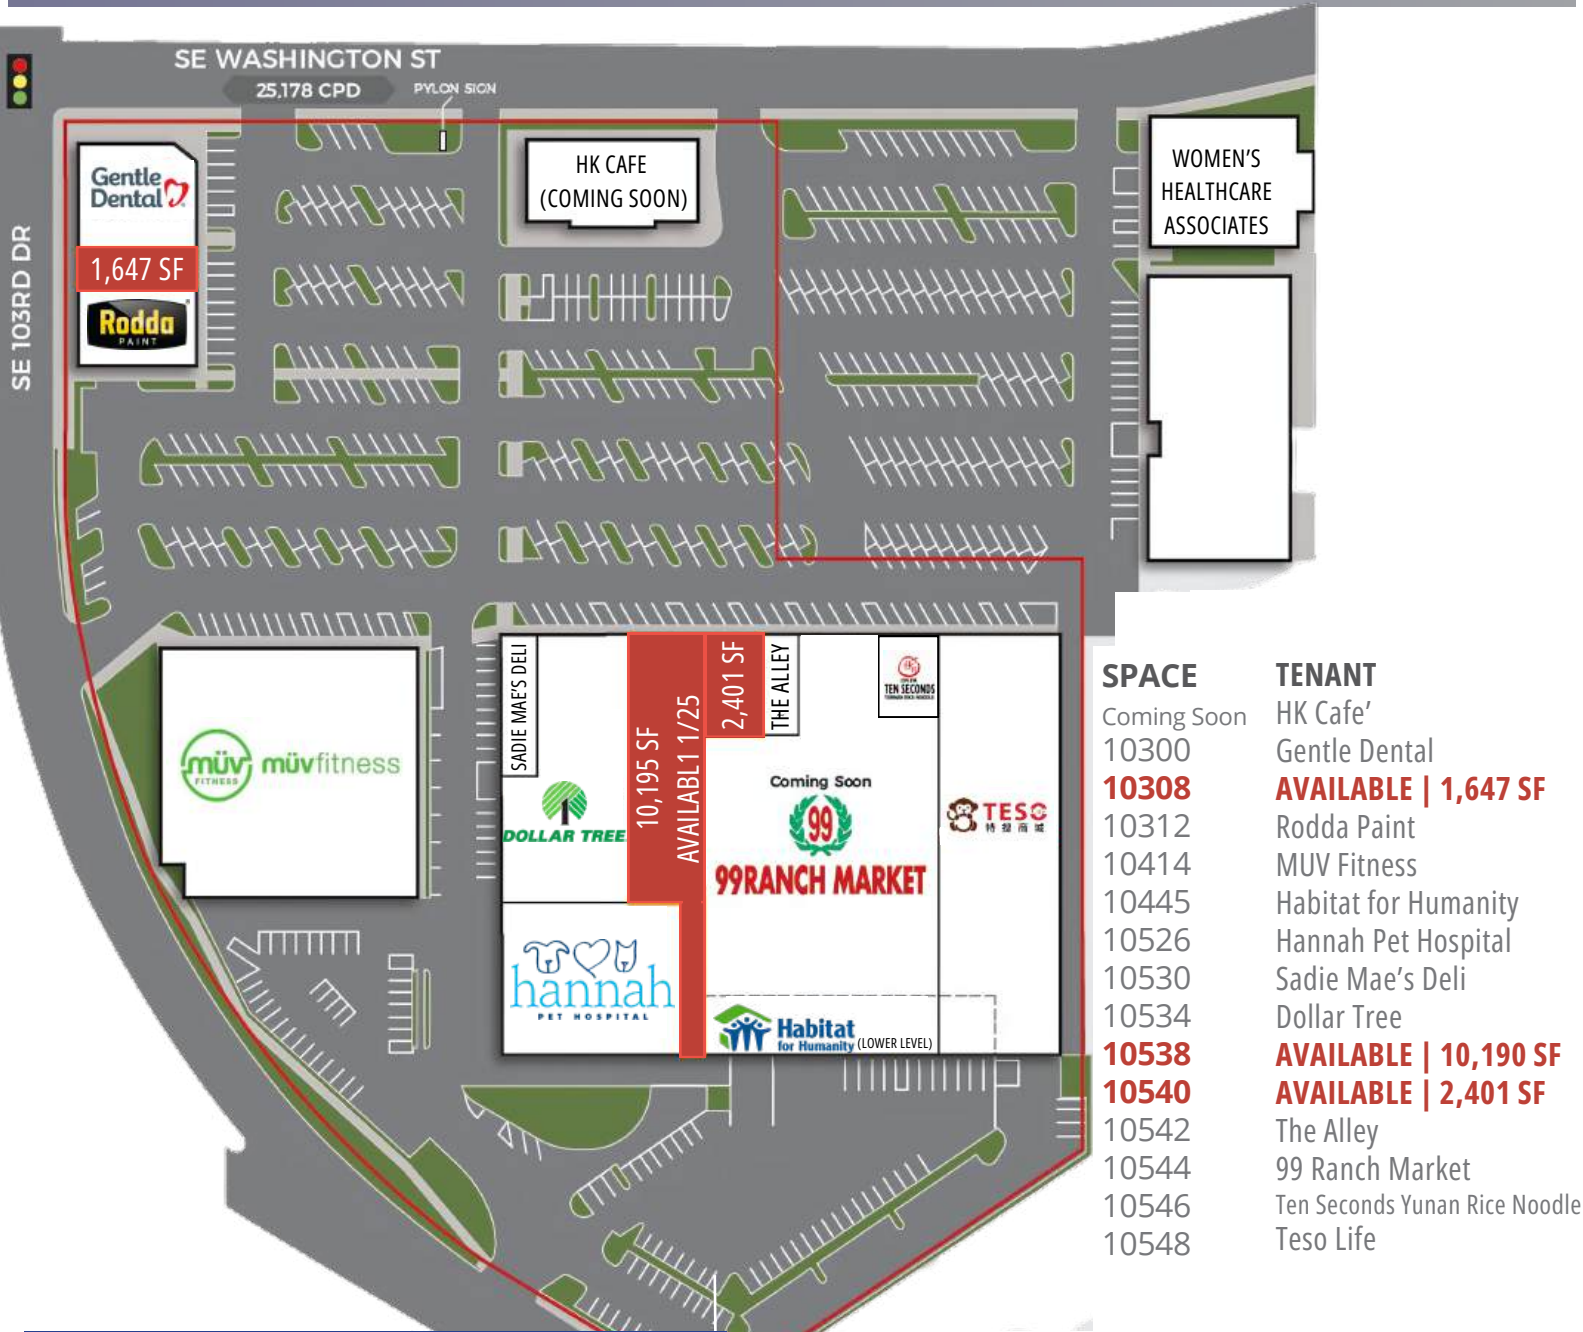 SE WASHINGTON ST
25,178 CPD
PYLON SIGN
SE 103RD DR
Gentle
Dental
1,647 SF
Rodda
PAINT
HK CAFE
(COMING SOON)
WOMEN'S
HEALTHCARE
ASSOCIATES
müv
FITNESS
müvfitness
SADIE MAE'S DELI
DOLLAR TREE
10,195 SF
AVAILABL1 1/25
2,401 SF
THE ALLEY
TEN SECONDS
Coming Soon
99
99RANCH MARKET
TESO
hannah
PET HOSPITAL
Habitat
for Humanity (LOWER LEVEL)
SPACE TENANT
Coming Soon HK Cafe'
10300 Gentle Dental
10308 AVAILABLE | 1,647 SF
10312 Rodda Paint
10414 MUV Fitness
10445 Habitat for Humanity
10526 Hannah Pet Hospital
10530 Sadie Mae's Deli
10534 Dollar Tree
10538 AVAILABLE | 10,190 SF
10540 AVAILABLE | 2,401 SF
10542 The Alley
10544 99 Ranch Market
10546 Ten Seconds Yunan Rice Noodle
10548 Teso Life